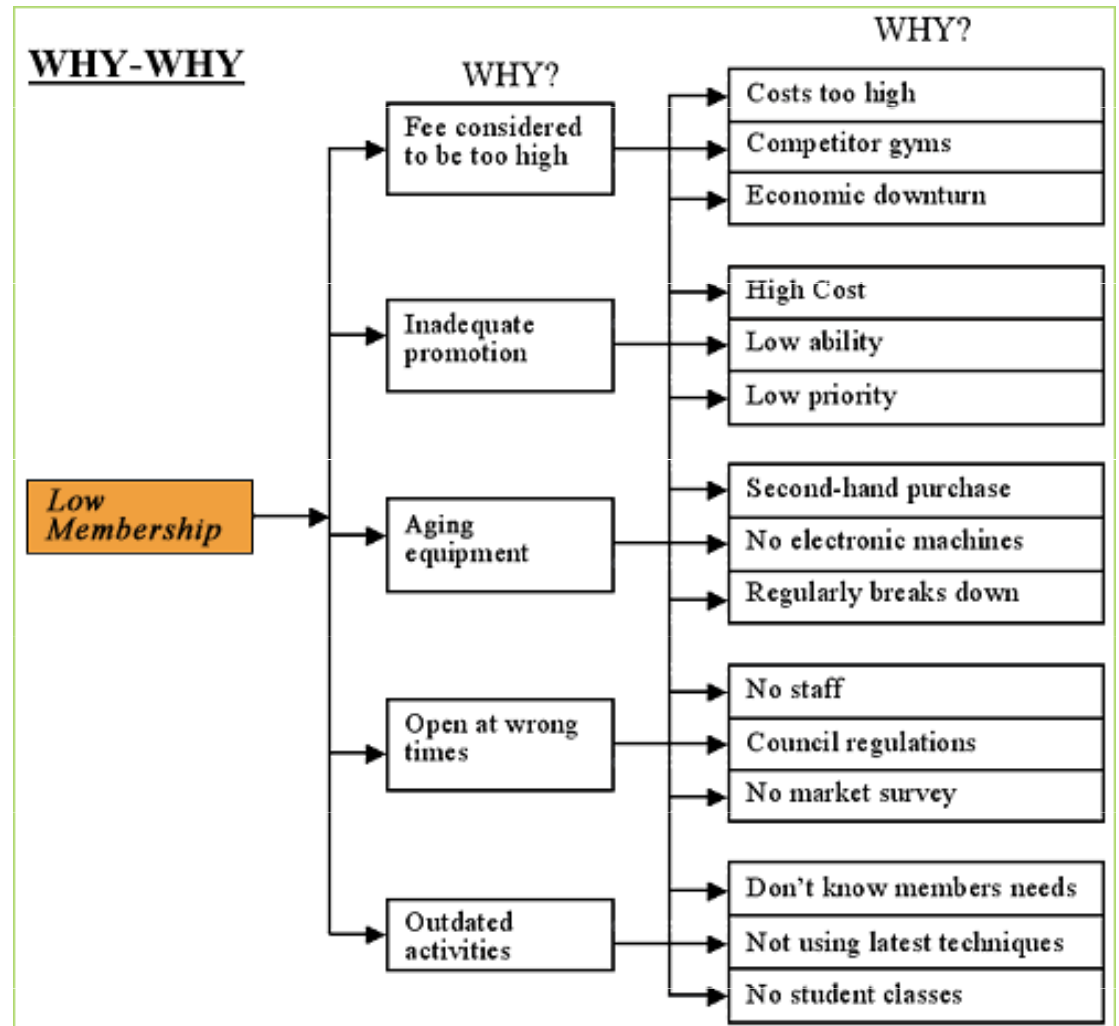 WHY-WHY
WHY?
WHY?
Low
Membership
Fee considered
to be too high
Costs too high
Competitor gyms
Economic downturn
Inadequate
promotion
High Cost
Low ability
Low priority
Aging
equipment
Second-hand purchase
No electronic machines
Regularly breaks down
Open at wrong
times
No staff
Council regulations
No market survey
Outdated
activities
Don't know members needs
Not using latest techniques
No student classes